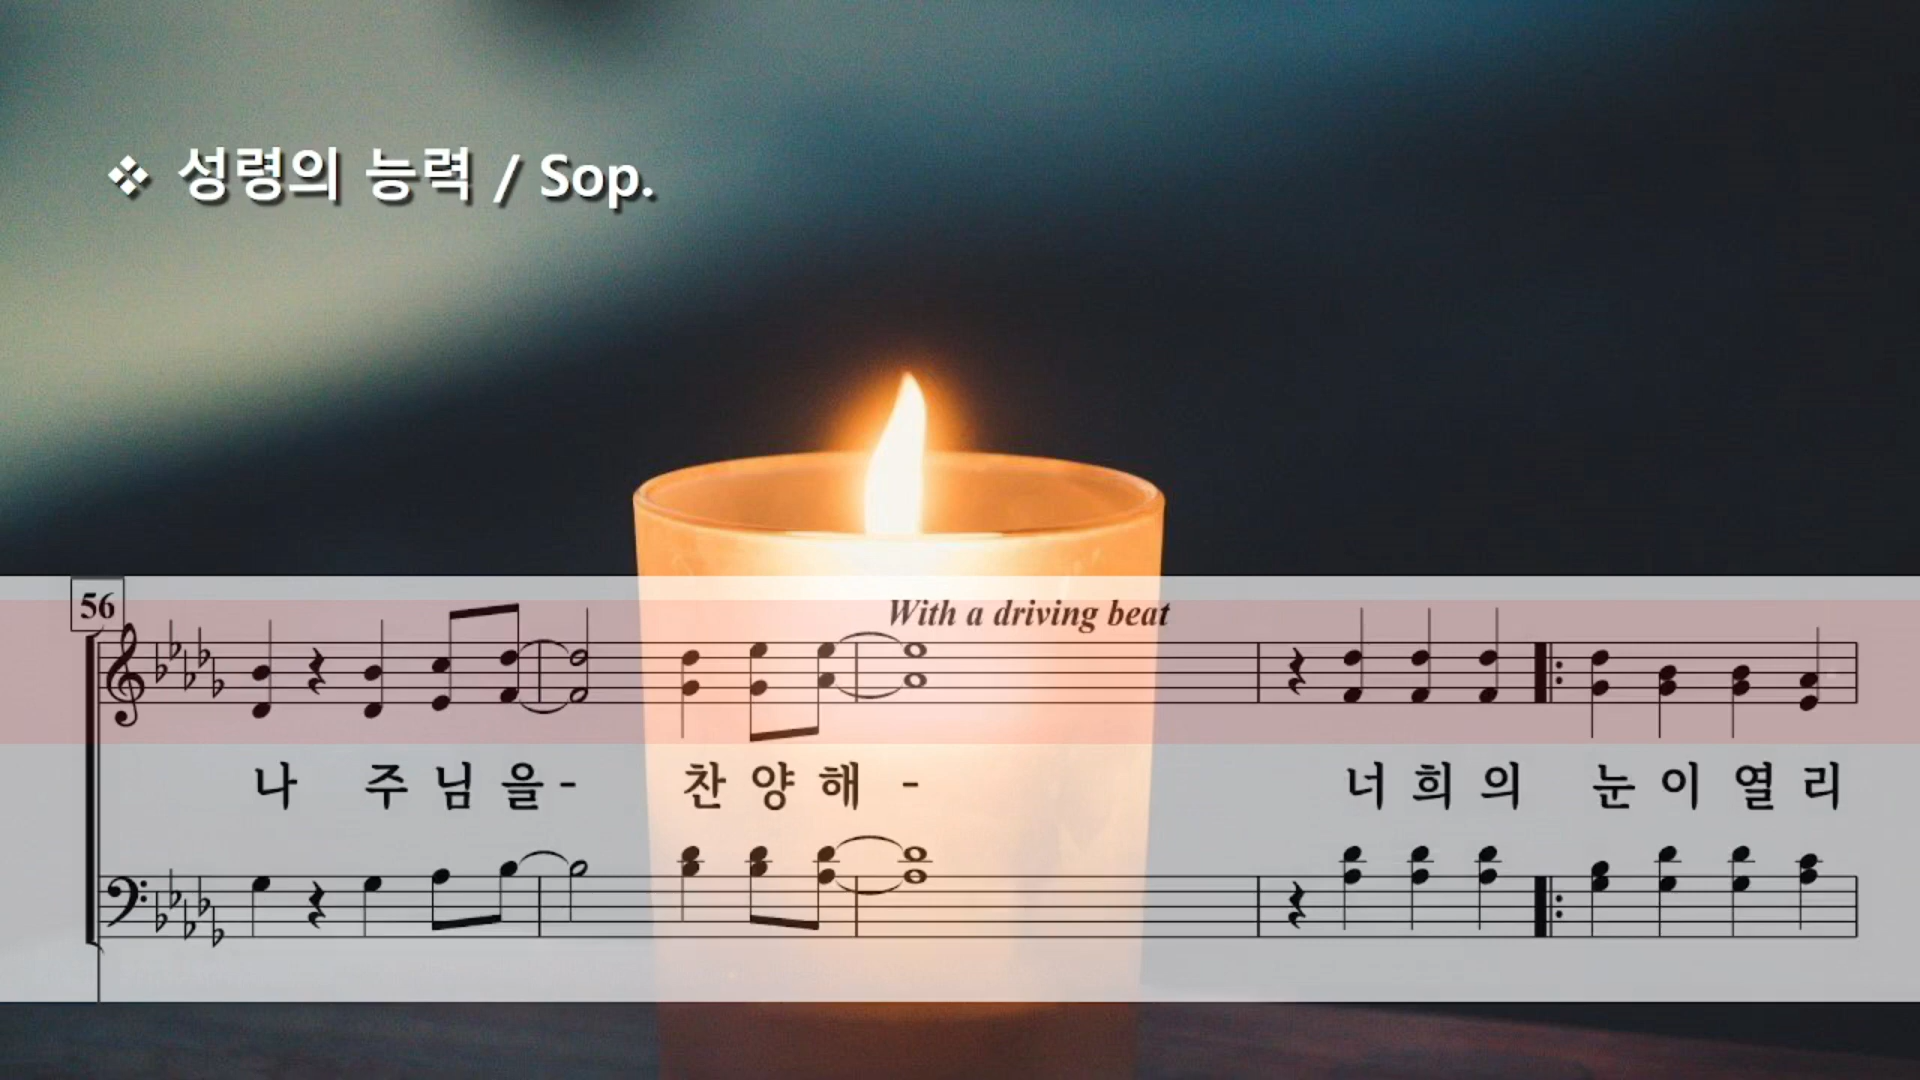 ❖ 성령의 능력 / Sop.
56
With a driving beat
나 주 님 을 - 찬 양 해 - 너 희 의 눈 이 열 리